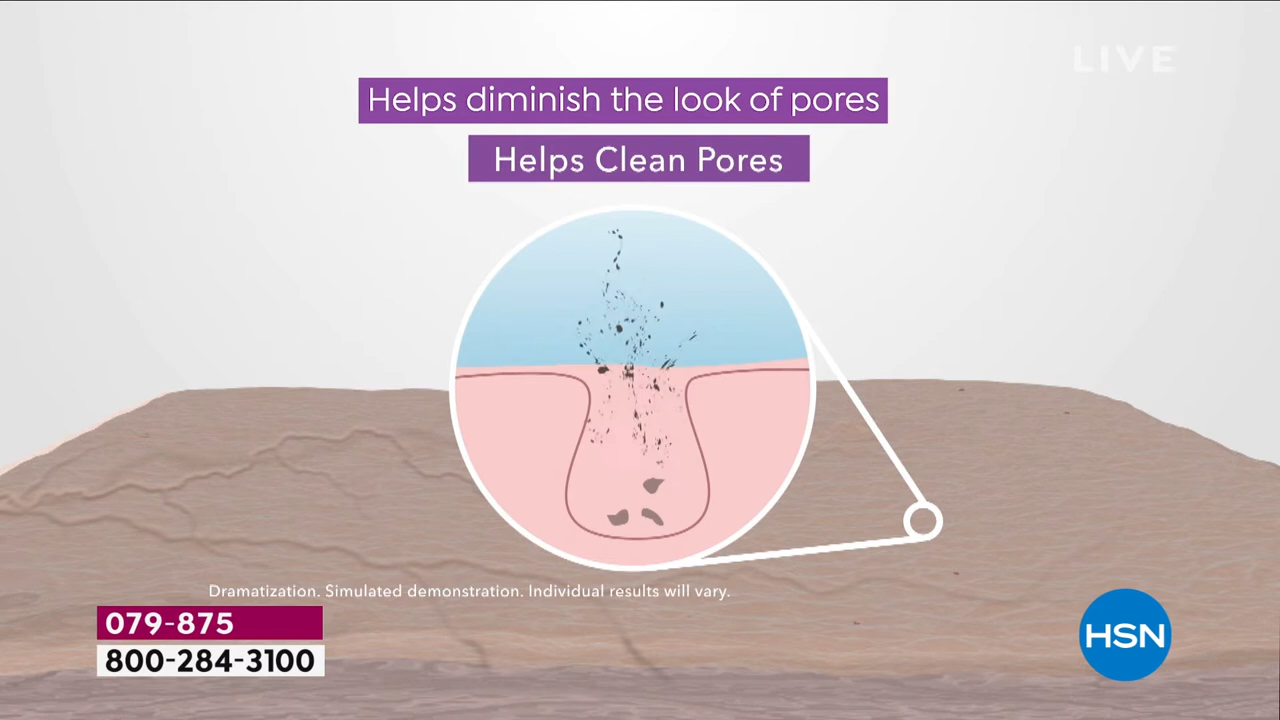 LIVE
Helps diminish the look of pores
Helps Clean Pores
Dramatization. Simulated demonstration. Individual results will vary.
079-875
800-284-3100
HSN